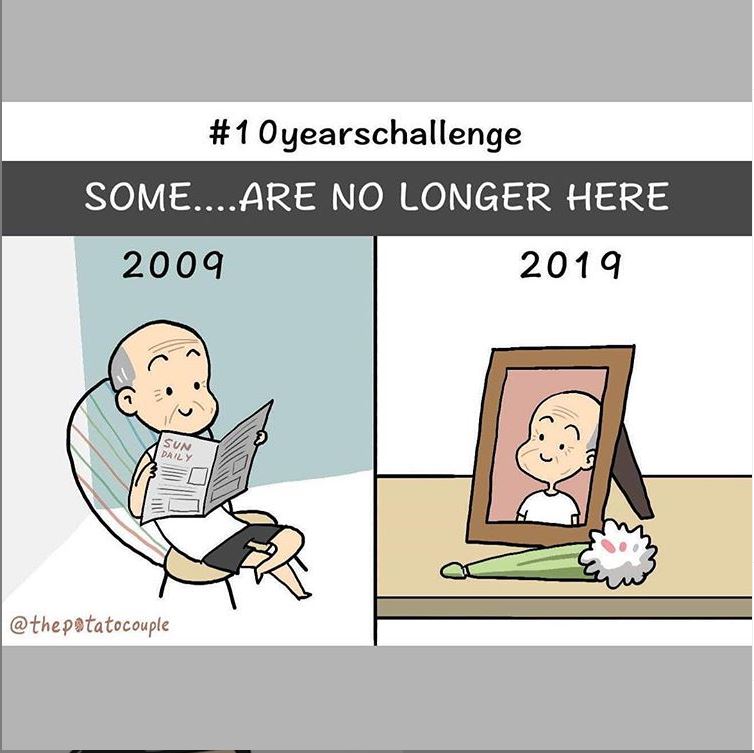 #10yearschallenge
SOME....ARE NO LONGER HERE
2009
2019
SUN
DAILY
@thepotatocouple